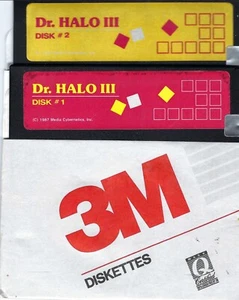 Dr. HALO III
DISK # 2
Dr. HALO III
DISK # 1
(C) 1987 Media Cybernetics, Inc.
3M
DISKETTES
Q